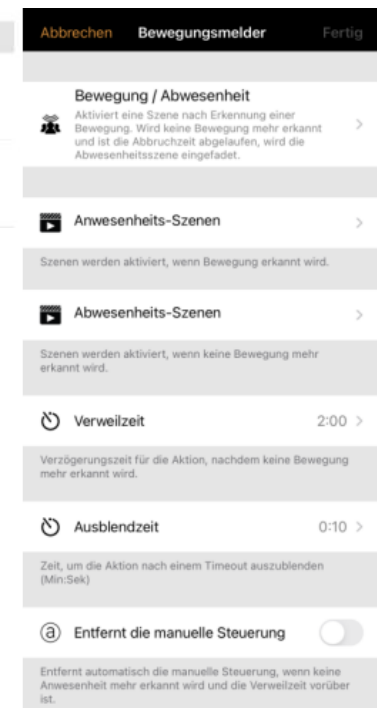 Abbrechen Bewegungsmelder Fertig
Bewegung / Abwesenheit
Aktiviert eine Szene nach Erkennung einer
Bewegung. Wird keine Bewegung mehr erkannt
und ist die Abbruchzeit abgelaufen, wird die
Abwesenheitsszene eingefadet.
Anwesenheits-Szenen
Szenen werden aktiviert, wenn Bewegung erkannt wird.
Abwesenheits-Szenen
Szenen werden aktiviert, wenn keine Bewegung mehr
erkannt wird.
Verweilzeit 2:00
Verzögerungszeit für die Aktion, nachdem keine Bewegung
mehr erkannt wird.
Ausblendzeit 0:10
Zeit, um die Aktion nach einem Timeout auszublenden
(Min:Sek)
ⓐ Entfernt die manuelle Steuerung
Entfernt automatisch die manuelle Steuerung, wenn keine
Anwesenheit mehr erkannt wird und die Verweilzeit vorüber
ist.